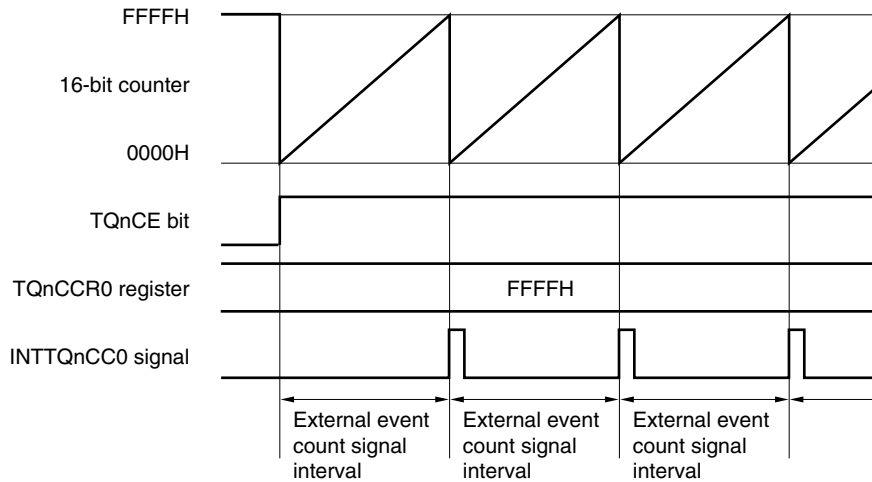 FFFFH
16-bit counter
0000H
TQnCE bit
TQnCCR0 register
FFFFH
INTTQnCC0 signal
External event
count signal
interval
External event
count signal
interval
External event
count signal
interval